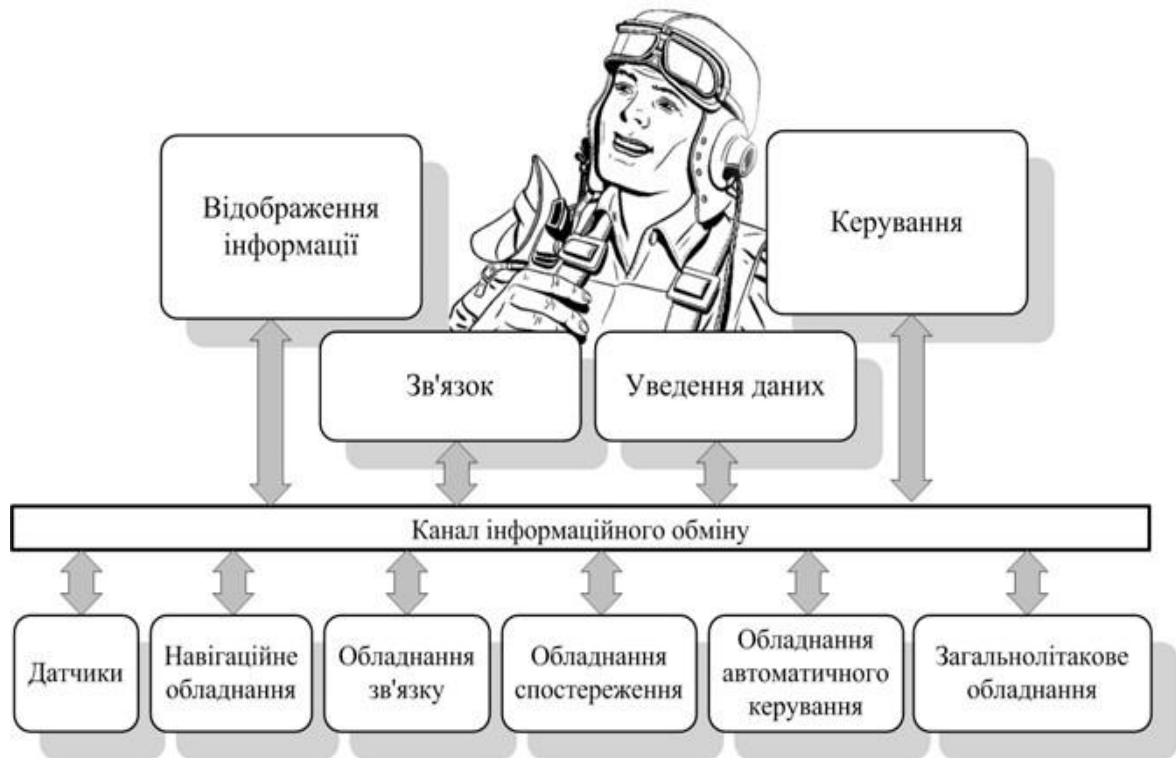 Відображення
інформації
Керування
Зв'язок
Уведення даних
Канал інформаційного обміну
Датчики
Навігаційне
обладнання
Обладнання
зв'язку
Обладнання
спостереження
Обладнання
автоматичного
керування
Загальнолітакове
обладнання